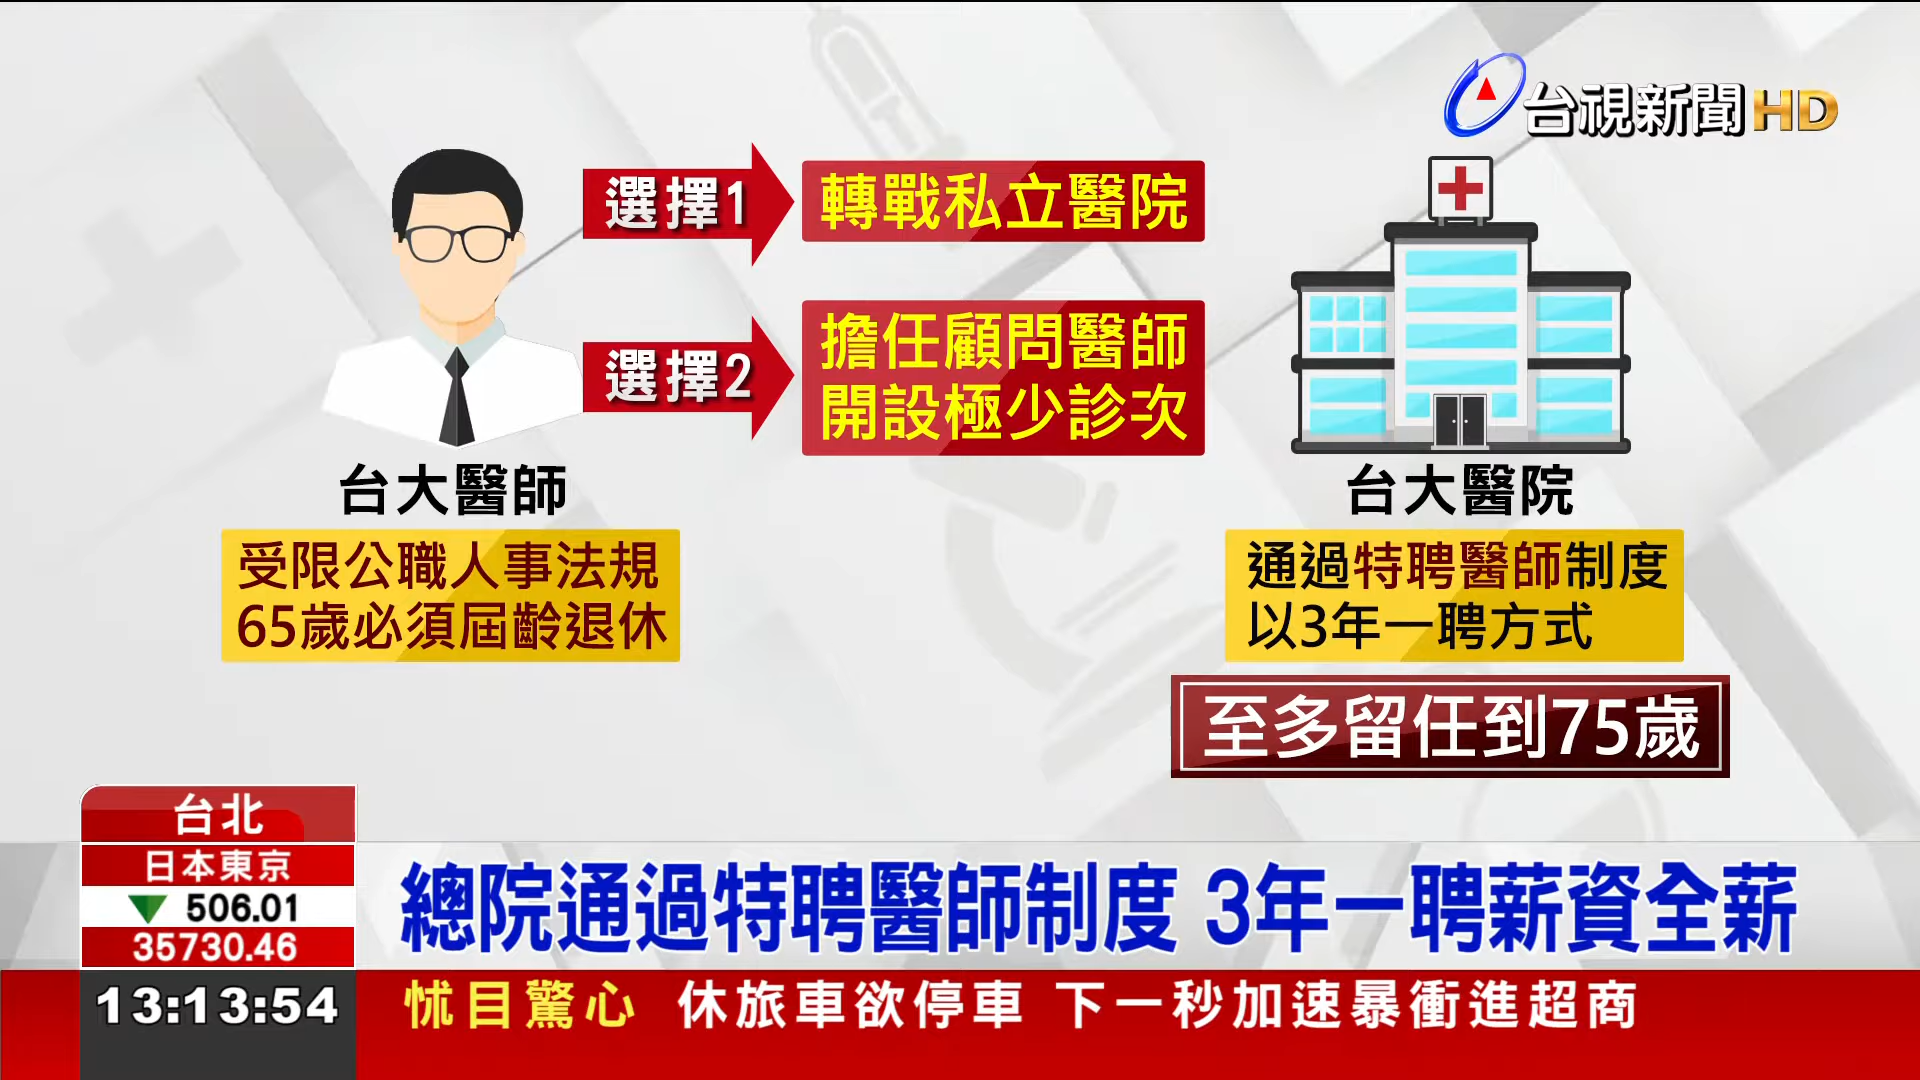 台視新聞HD
選擇1
轉戰私立醫院
選擇2
擔任顧問醫師
開設極少診次
台大醫師
受限公職人事法規
65歲必須屆齡退休
台大醫院
通過特聘醫師制度
以3年一聘方式
至多留任到75歲
台北
日本東京
506.01
35730.46
總院通過特聘醫師制度 3年一聘薪資全薪
13:13:54
怵目驚心 休旅車欲停車 下一秒加速暴衝進超商